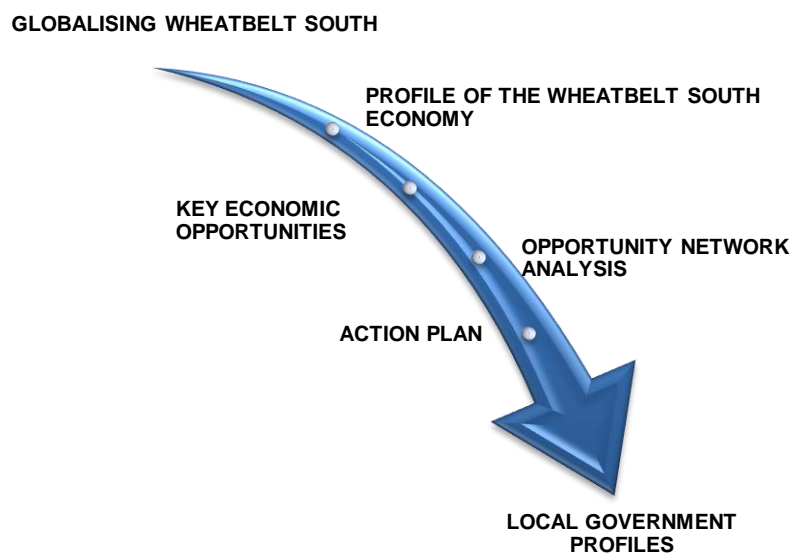 GLOBALISING WHEATBELT SOUTH
PROFILE OF THE WHEATBELT SOUTH
ECONOMY
KEY ECONOMIC
OPPORTUNITIES
OPPORTUNITY NETWORK
ANALYSIS
ACTION PLAN
LOCAL GOVERNMENT
PROFILES